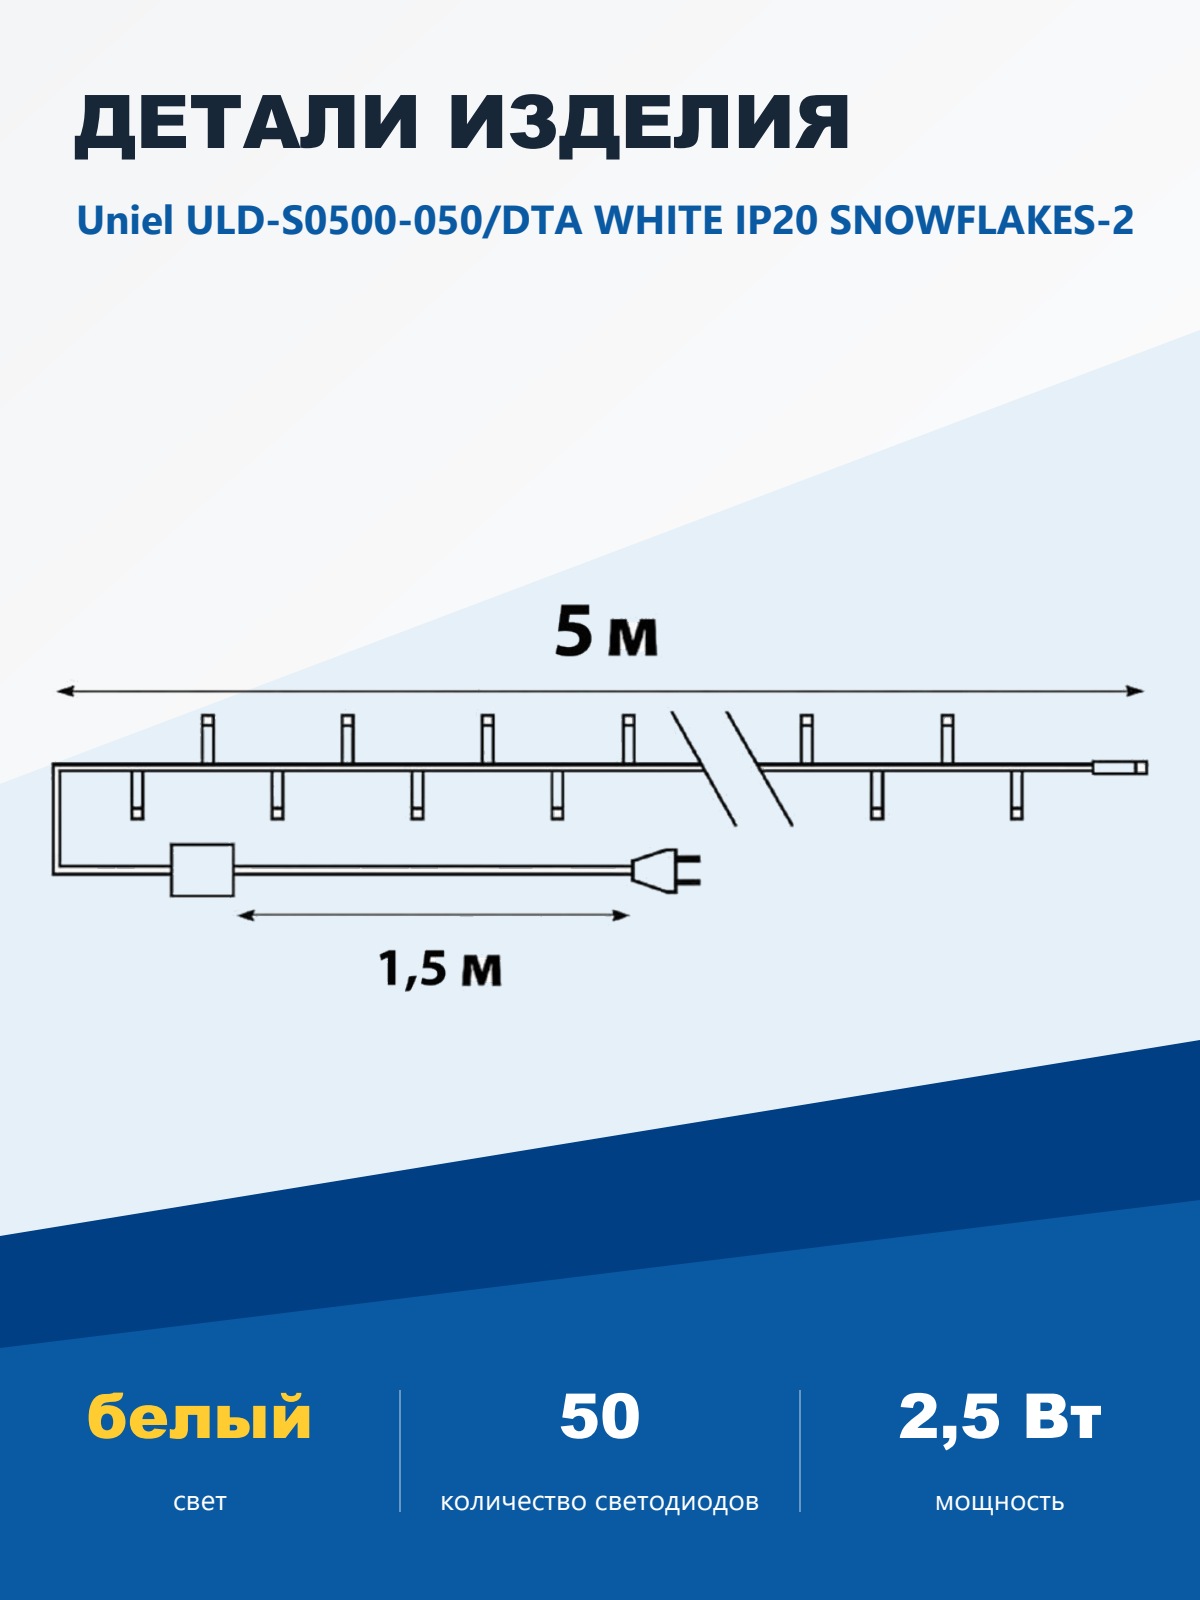 ДЕТАЛИ ИЗДЕЛИЯ
Uniel ULD-S0500-050/DTA WHITE IP20 SNOWFLAKES-2
5 м
1,5 м
белый
50
2,5 Вт
свет
количество светодиодов
мощность